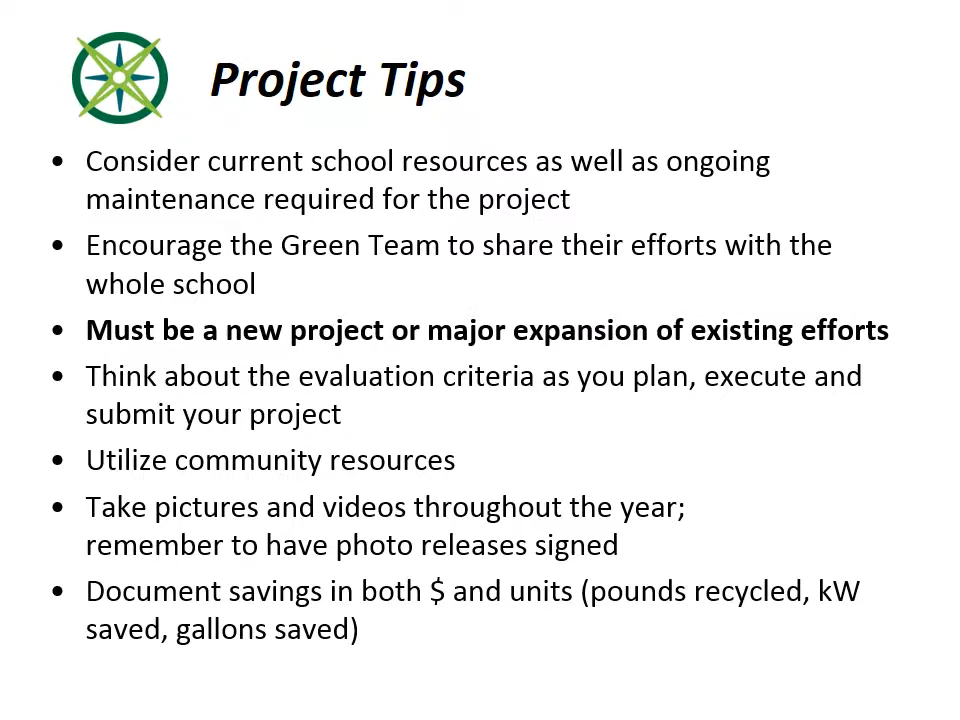 Project Tips
• Consider current school resources as well as ongoing
maintenance required for the project
• Encourage the Green Team to share their efforts with the
whole school
• Must be a new project or major expansion of existing efforts
• Think about the evaluation criteria as you plan, execute and
submit your project
• Utilize community resources
• Take pictures and videos throughout the year;
remember to have photo releases signed
• Document savings in both $ and units (pounds recycled, kW
saved, gallons saved)